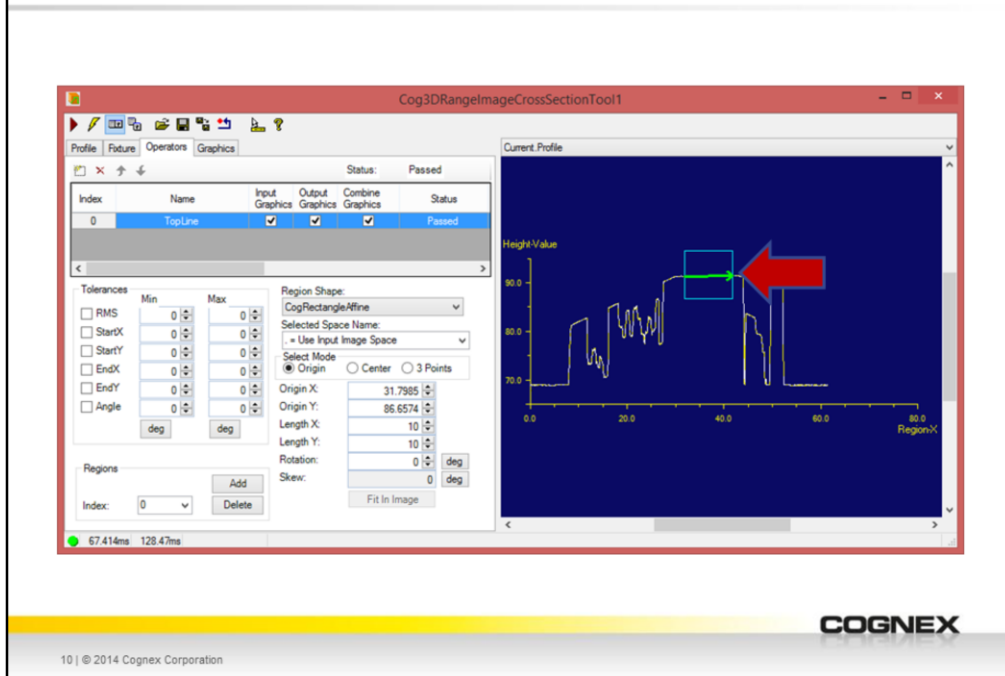 Cog3DRangeImageCrossSectionTool1
Profile Fixture Operators Graphics
Current.Profile
Status: Passed
Index Name Input Graphics Output Graphics Combine Graphics Status
0 TopLine Passed
Tolerances
Min Max
RMS 0 0
StartX 0 0
StartY 0 0
EndX 0 0
EndY 0 0
Angle 0 0
deg deg
Regions
Add
Index: 0 Delete
Region Shape:
CogRectangleAffine
Selected Space Name:
. = Use Input Image Space
Select Mode
Origin Center 3 Points
Origin X: 31.7985
Origin Y: 86.6574
Length X: 10
Length Y: 10
Rotation: 0 deg
Skew: 0 deg
Fit In Image
Height-Value
90.0
80.0
70.0
0.0 20.0 40.0 60.0 80.0
Region-X
67.414ms 128.47ms
COGNEX
10 | © 2014 Cognex Corporation